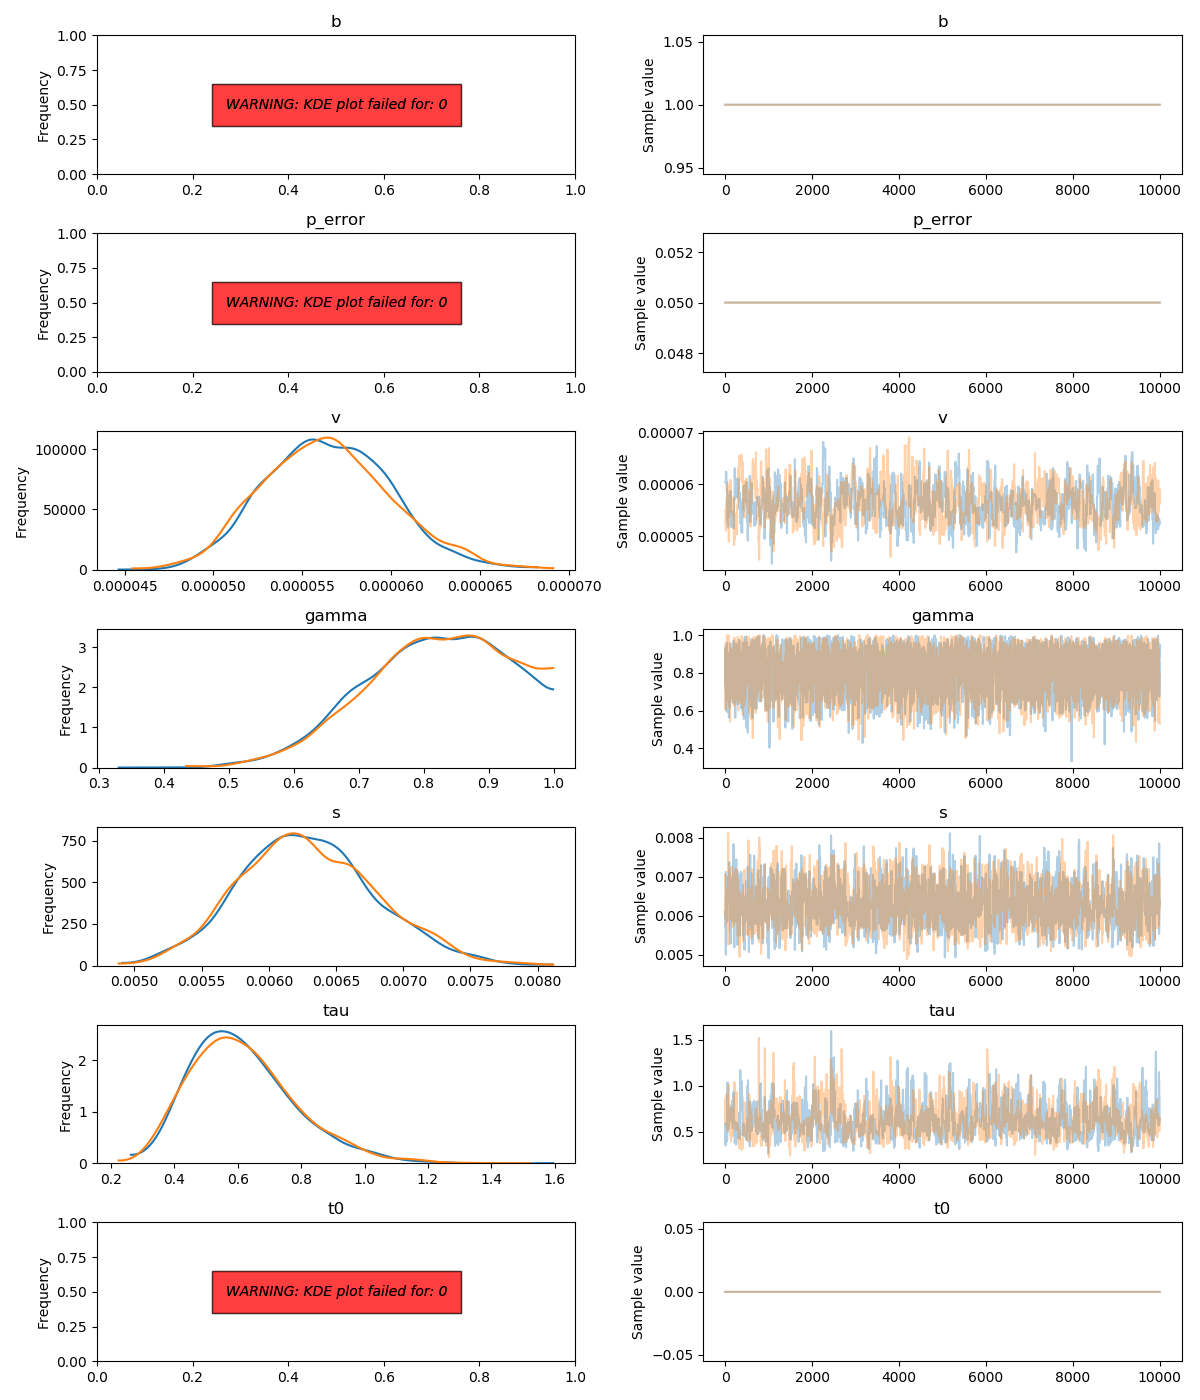 b
1.00
0.75
0.50
0.25
0.00
Frequency
WARNING: KDE plot failed for: 0
0.0 0.2 0.4 0.6 0.8 1.0
b
1.05
1.00
0.95
Sample value
0 2000 4000 6000 8000 10000
p_error
1.00
0.75
0.50
0.25
0.00
Frequency
WARNING: KDE plot failed for: 0
0.0 0.2 0.4 0.6 0.8 1.0
p_error
0.052
0.050
0.048
Sample value
0 2000 4000 6000 8000 10000
v
100000
50000
0
Frequency
0.000045 0.000050 0.000055 0.000060 0.000065 0.000070
v
0.00007
0.00006
0.00005
Sample value
0 2000 4000 6000 8000 10000
gamma
3
2
1
0
Frequency
0.3 0.4 0.5 0.6 0.7 0.8 0.9 1.0
gamma
1.0
0.8
0.6
0.4
Sample value
0 2000 4000 6000 8000 10000
s
750
500
250
0
Frequency
0.0050 0.0055 0.0060 0.0065 0.0070 0.0075 0.0080
s
0.008
0.007
0.006
0.005
Sample value
0 2000 4000 6000 8000 10000
tau
2
1
0
Frequency
0.2 0.4 0.6 0.8 1.0 1.2 1.4 1.6
tau
1.5
1.0
0.5
Sample value
0 2000 4000 6000 8000 10000
t0
1.00
0.75
0.50
0.25
0.00
Frequency
WARNING: KDE plot failed for: 0
0.0 0.2 0.4 0.6 0.8 1.0
t0
0.05
0.00
−0.05
Sample value
0 2000 4000 6000 8000 10000